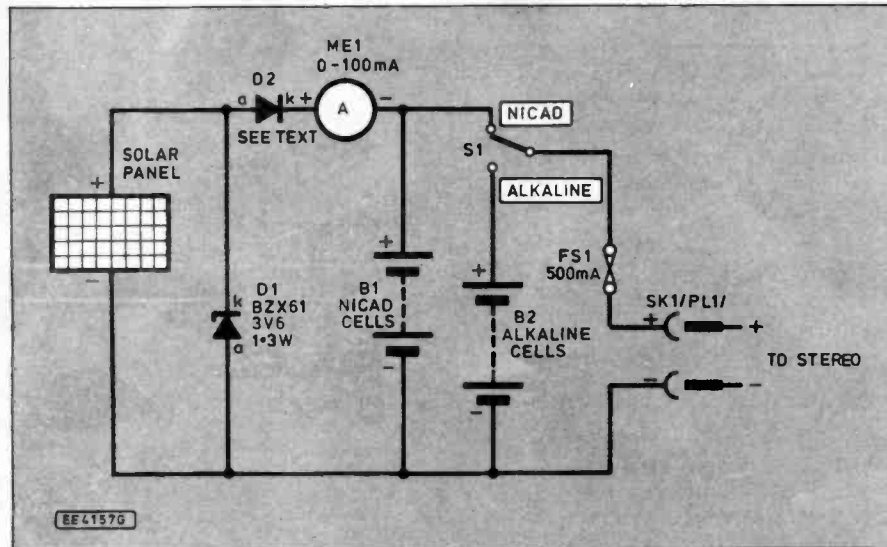 ME1
0-100mA
D2
a
k
+
A
-
SEE TEXT
NICAD
S1
ALKALINE
SOLAR
PANEL
+
-
D1
BZX61
3V6
1•3W
k
a
+
B1
NICAD
CELLS
-
+
B2
ALKALINE
CELLS
-
FS1
500mA
SK1/PL1/
+
+
TO STEREO
-
-
EE4157G